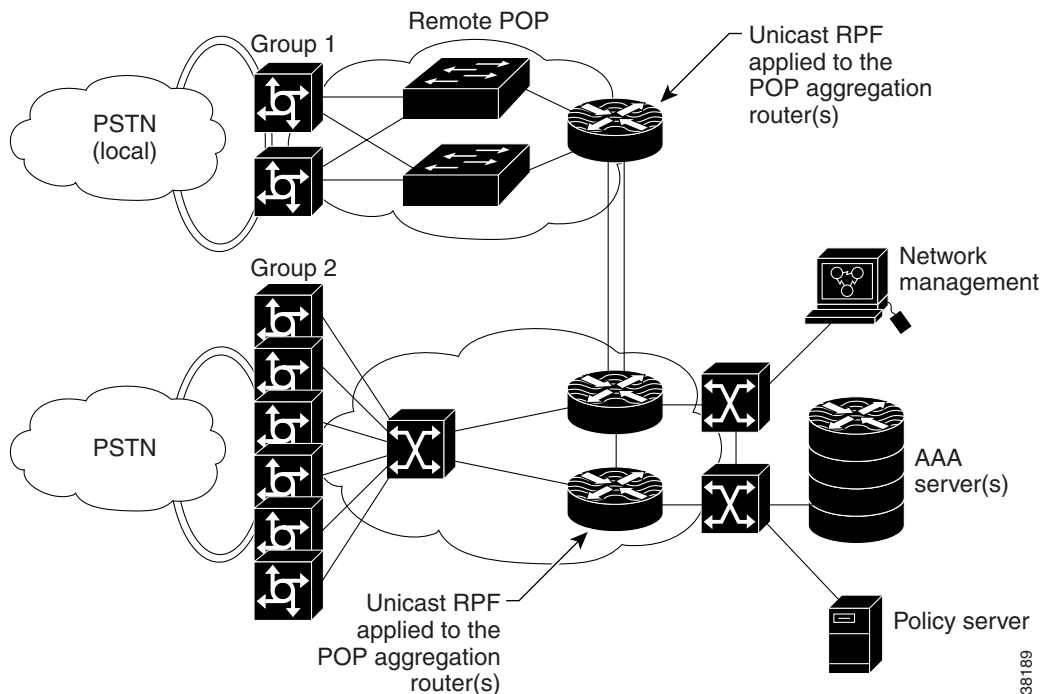 Remote POP
Group 1
Unicast RPF
applied to the
POP aggregation
router(s)
PSTN
(local)
Group 2
Network
management
PSTN
AAA
server(s)
Unicast RPF
applied to the
POP aggregation
router(s)
Policy server
38189